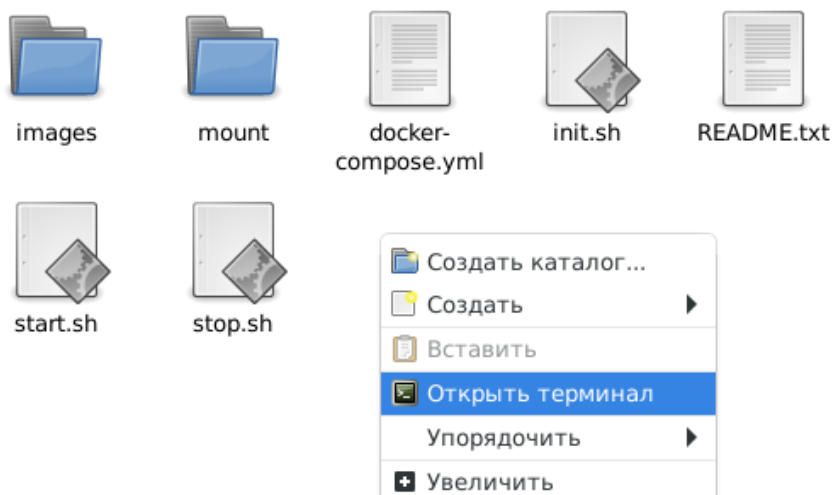 images
mount
docker-
compose.yml
init.sh
README.txt
start.sh
stop.sh
Создать каталог...
Создать
Вставить
Открыть терминал
Упорядочить
Увеличить